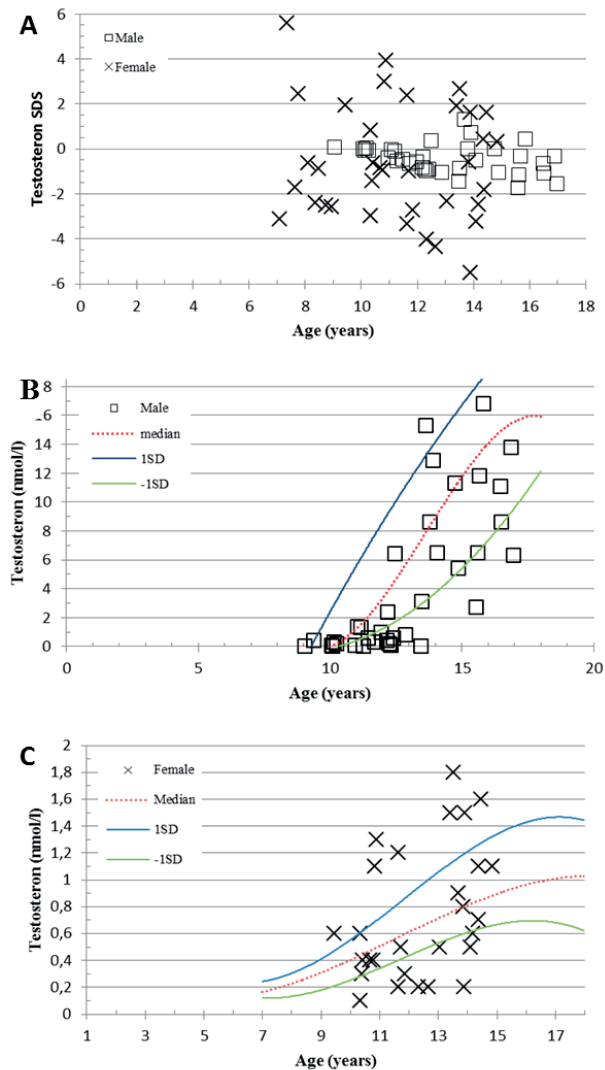 A
Male
Female
Testosteron SDS
6
4
2
0
-2
-4
-6
0 2 4 6 8 10 12 14 16 18
Age (years)
B
Male
median
1SD
-1SD
Testosteron (nmol/l)
8
.6
14
12
10
8
6
4
2
0
0 5 10 15 20
Age (years)
C
Female
Median
1SD
-1SD
Testosteron (nmol/l)
2
1,8
1,6
1,4
1,2
1
0,8
0,6
0,4
0,2
0
1 3 5 7 9 11 13 15 17
Age (years)